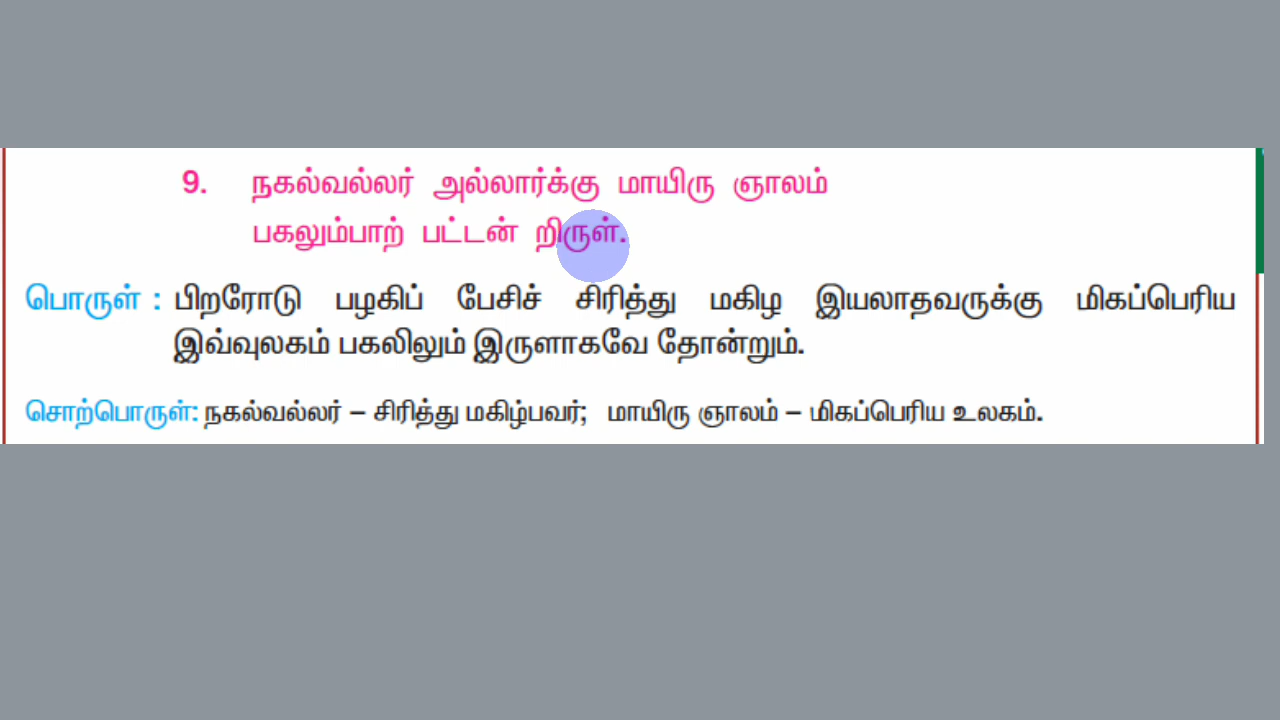 9. நகல்வல்லர் அல்லார்க்கு மாயிரு ஞாலம்
பகலும்பாற் பட்டன் றிருள்.
பொருள் : பிறரோடு பழகிப் பேசிச் சிரித்து மகிழ இயலாதவருக்கு மிகப்பெரிய
இவ்வுலகம் பகலிலும் இருளாகவே தோன்றும்.
சொற்பொருள்: நகல்வல்லர் – சிரித்து மகிழ்பவர்; மாயிரு ஞாலம் – மிகப்பெரிய உலகம்.